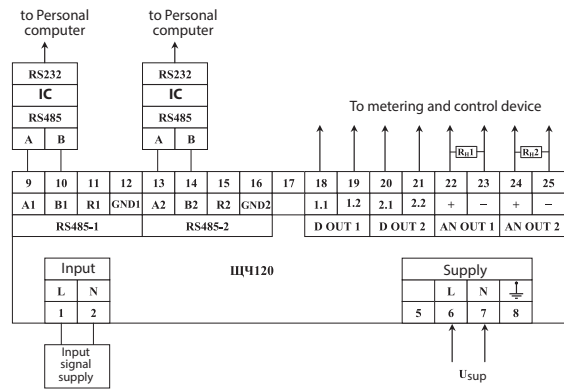 to Personal computer
to Personal computer
RS232
RS232
IC
IC
RS485
RS485
A B
A B
To metering and control device
Rн1
Rн2
9 10 11 12 13 14 15 16 17 18 19 20 21 22 23 24 25
A1 B1 R1 GND1 A2 B2 R2 GND2 1.1 1.2 2.1 2.2 + − + −
RS485-1 RS485-2 D OUT 1 D OUT 2 AN OUT 1 AN OUT 2
Input
ЩЧ120
Supply
L N
L N
1 2
5 6 7 8
Input signal supply
Usup